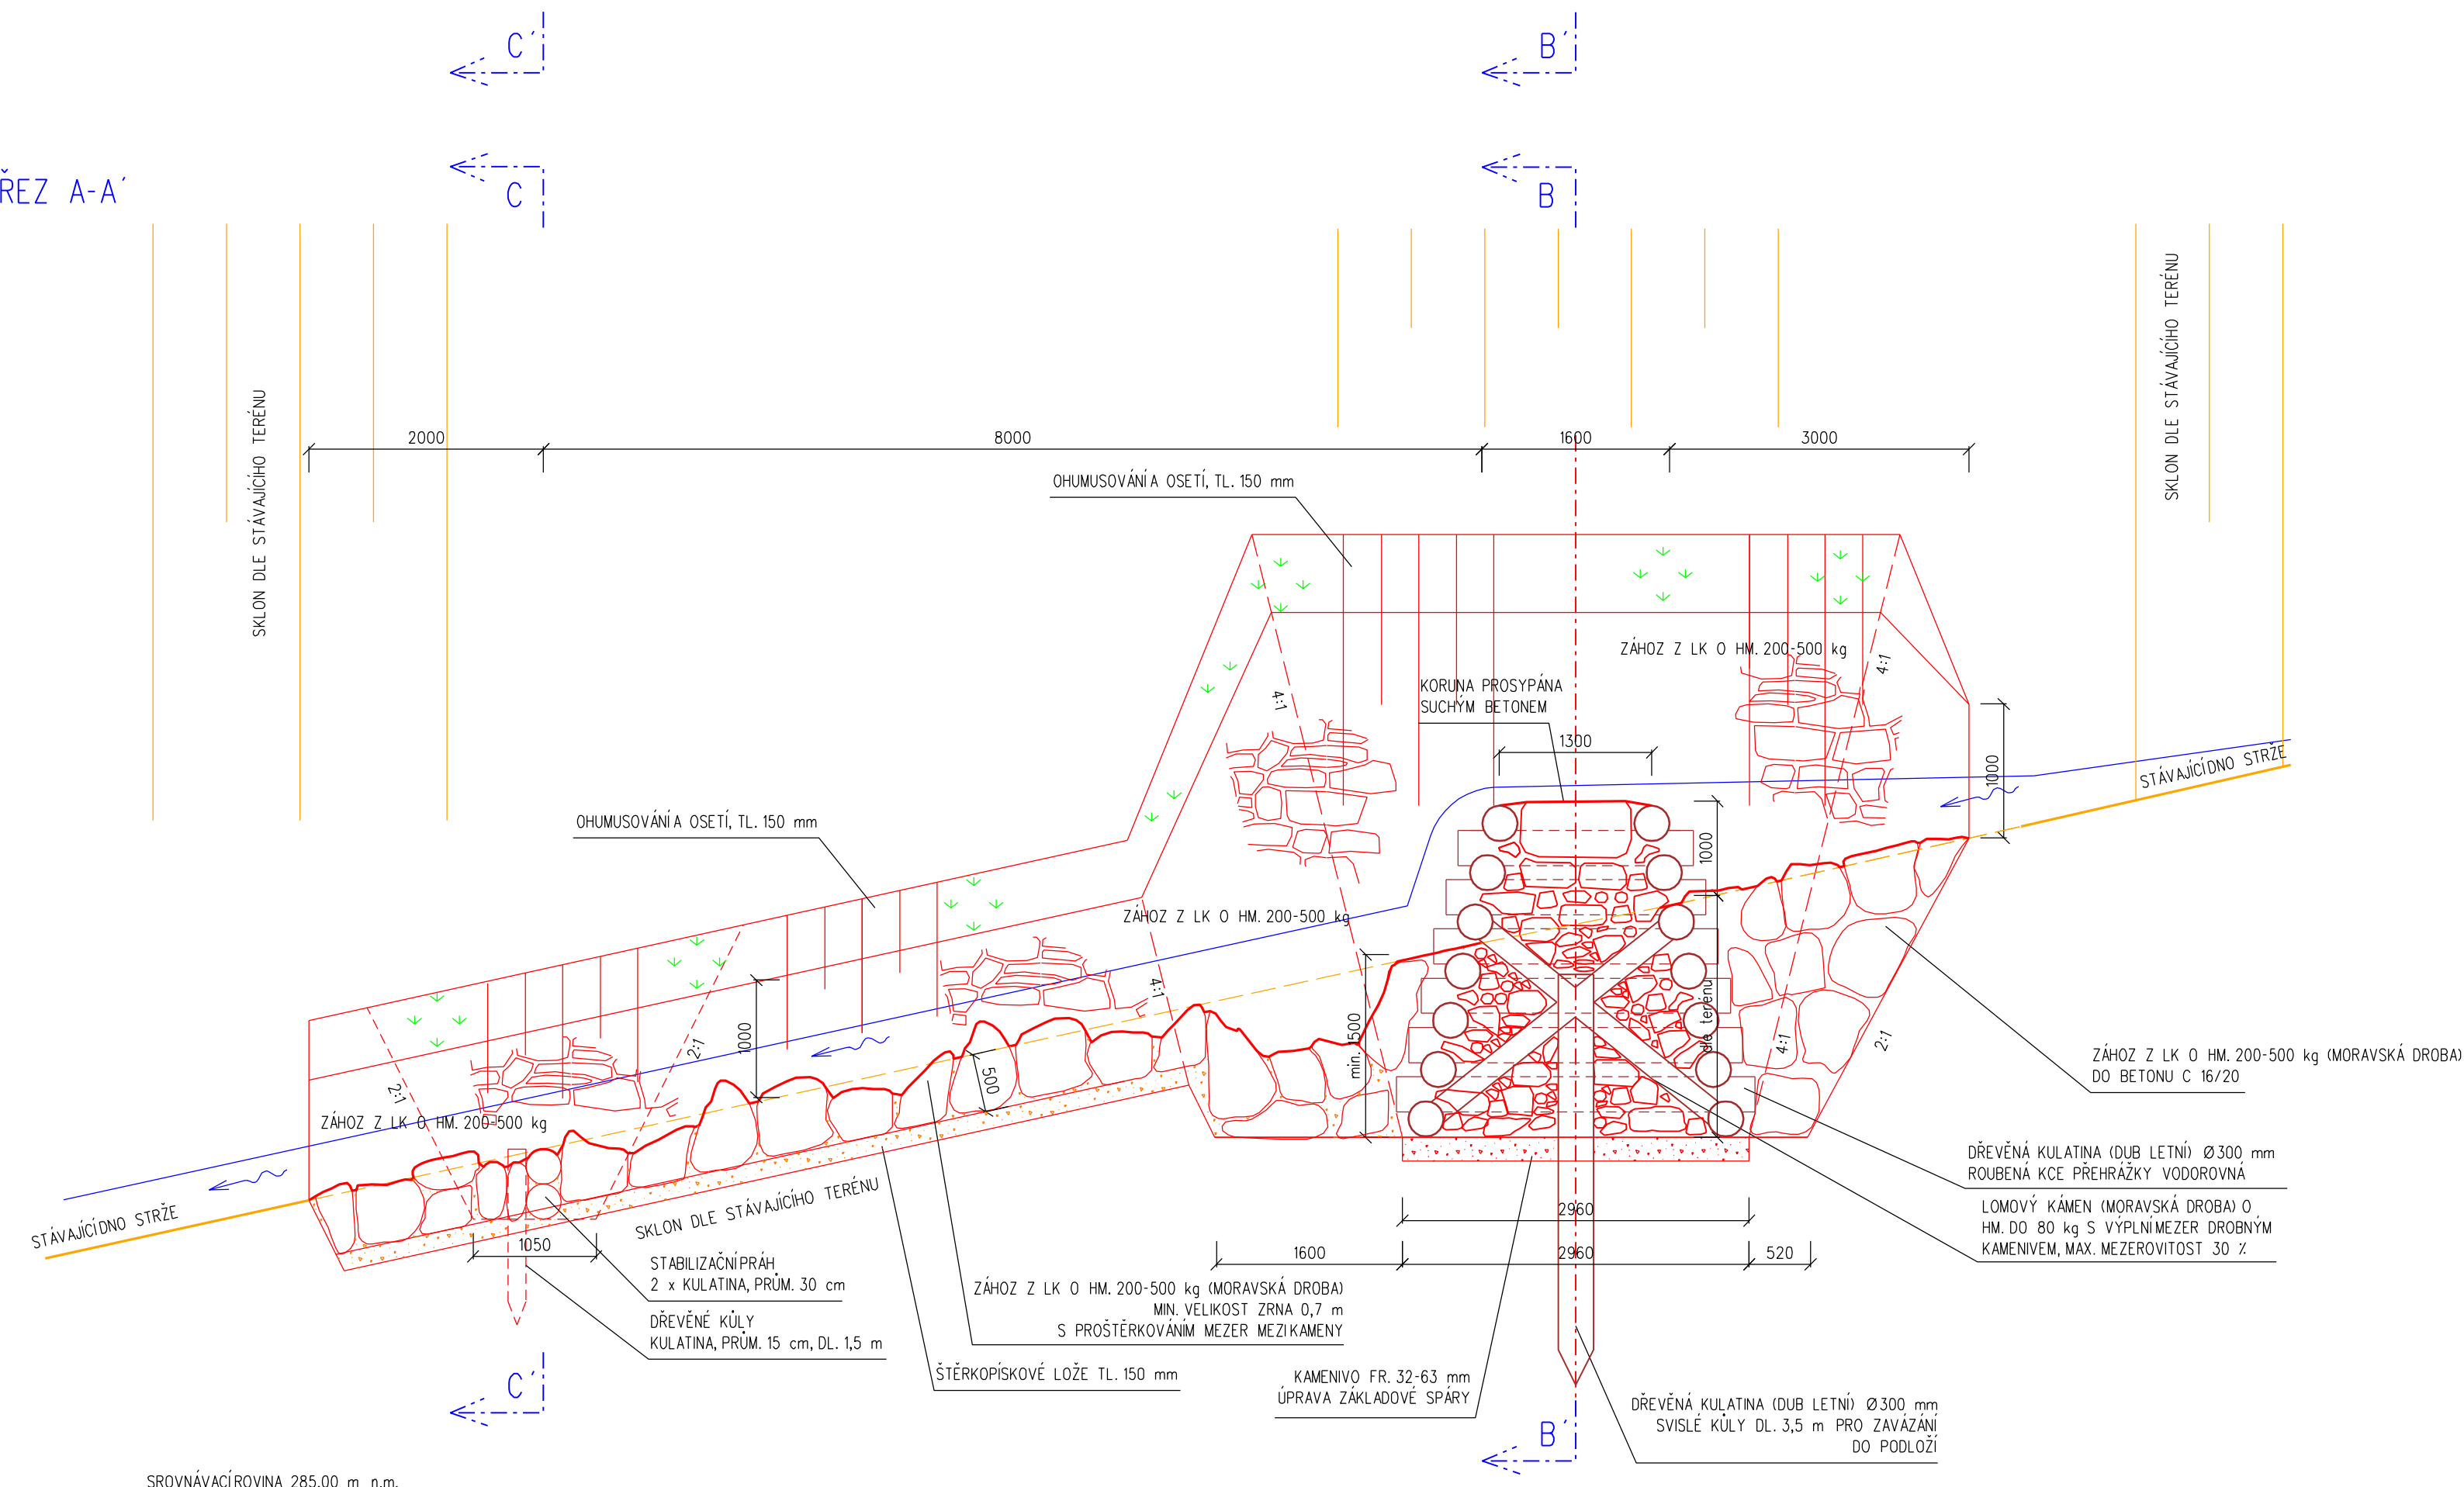 C´
B´
ŘEZ A-A´
C
B
SKLON DLE STÁVAJÍCÍHO TERÉNU
SKLON DLE STÁVAJÍCÍHO TERÉNU
2000
8000
1600
3000
OHUMUSOVÁNÍ A OSETÍ, TL. 150 mm
ZÁHOZ Z LK O HM. 200-500 kg
4:1
4:1
KORUNA PROSYPÁNA
SUCHÝM BETONEM
1300
1000
STÁVAJÍCÍ DNO STRŽE
OHUMUSOVÁNÍ A OSETÍ, TL. 150 mm
1000
ZÁHOZ Z LK O HM. 200-500 kg
4:1
2:1
1000
500
min. 1500
dle terénu
4:1
2:1
2:1
ZÁHOZ Z LK O HM. 200-500 kg
ZÁHOZ Z LK O HM. 200-500 kg (MORAVSKÁ DROBA)
DO BETONU C 16/20
DŘEVĚNÁ KULATINA (DUB LETNÍ) Ø300 mm
ROUBENÁ KCE PŘEHRÁŽKY VODOROVNÁ
LOMOVÝ KÁMEN (MORAVSKÁ DROBA) O
HM. DO 80 kg S VÝPLNÍ MEZER DROBNÝM
KAMENIVEM, MAX. MEZEROVITOST 30 %
STÁVAJÍCÍ DNO STRŽE
SKLON DLE STÁVAJÍCÍHO TERÉNU
1050
2960
1600
2960
520
STABILIZAČNÍ PRÁH
2 x KULATINA, PRŮM. 30 cm
DŘEVĚNÉ KŮLY
KULATINA, PRŮM. 15 cm, DL. 1,5 m
ZÁHOZ Z LK O HM. 200-500 kg (MORAVSKÁ DROBA)
MIN. VELIKOST ZRNA 0,7 m
S PROŠTĚRKOVÁNÍM MEZER MEZI KAMENY
ŠTĚRKOPÍSKOVÉ LOŽE TL. 150 mm
KAMENIVO FR. 32-63 mm
ÚPRAVA ZÁKLADOVÉ SPÁRY
DŘEVĚNÁ KULATINA (DUB LETNÍ) Ø300 mm
SVISLÉ KŮLY DL. 3,5 m PRO ZAVÁZÁNÍ
DO PODLOŽÍ
C´
B´
SROVNÁVACÍ ROVINA 285.00 m n.m.